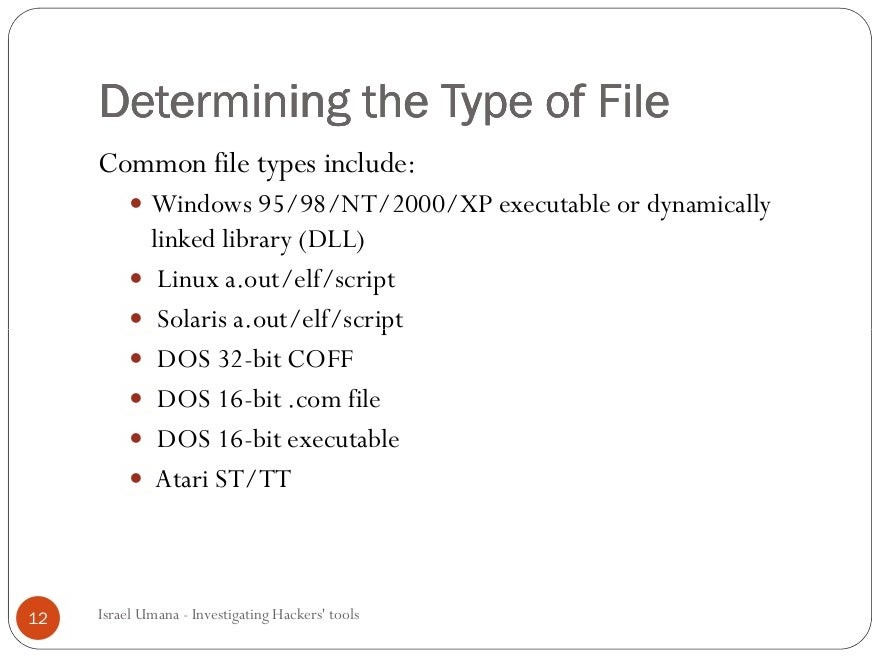 Determining the Type of File
Common file types include:
• Windows 95/98/NT/2000/XP executable or dynamically
linked library (DLL)
• Linux a.out/elf/script
• Solaris a.out/elf/script
• DOS 32-bit COFF
• DOS 16-bit .com file
• DOS 16-bit executable
• Atari ST/TT
12
Israel Umana - Investigating Hackers' tools